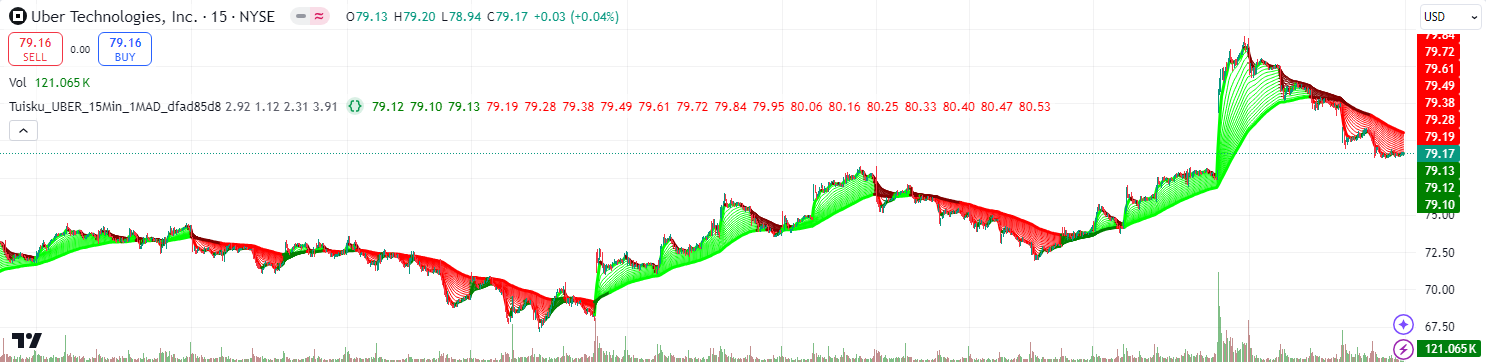 Uber Technologies, Inc. · 15 · NYSE O79.13 H79.20 L78.94 C79.17 +0.03 (+0.04%)
USD
79.16 SELL
0.00
79.16 BUY
Vol 121.065 K
Tuisku_UBER_15Min_1MAD_dfad85d8 2.92 1.12 2.31 3.91 {} 79.12 79.10 79.13 79.19 79.28 79.38 79.49 79.61 79.72 79.84 79.95 80.06 80.16 80.25 80.33 80.40 80.47 80.53
79.84
79.72
79.61
79.49
79.38
79.28
79.19
79.17
79.13
79.12
79.10
75.00
72.50
70.00
67.50
121.065 K